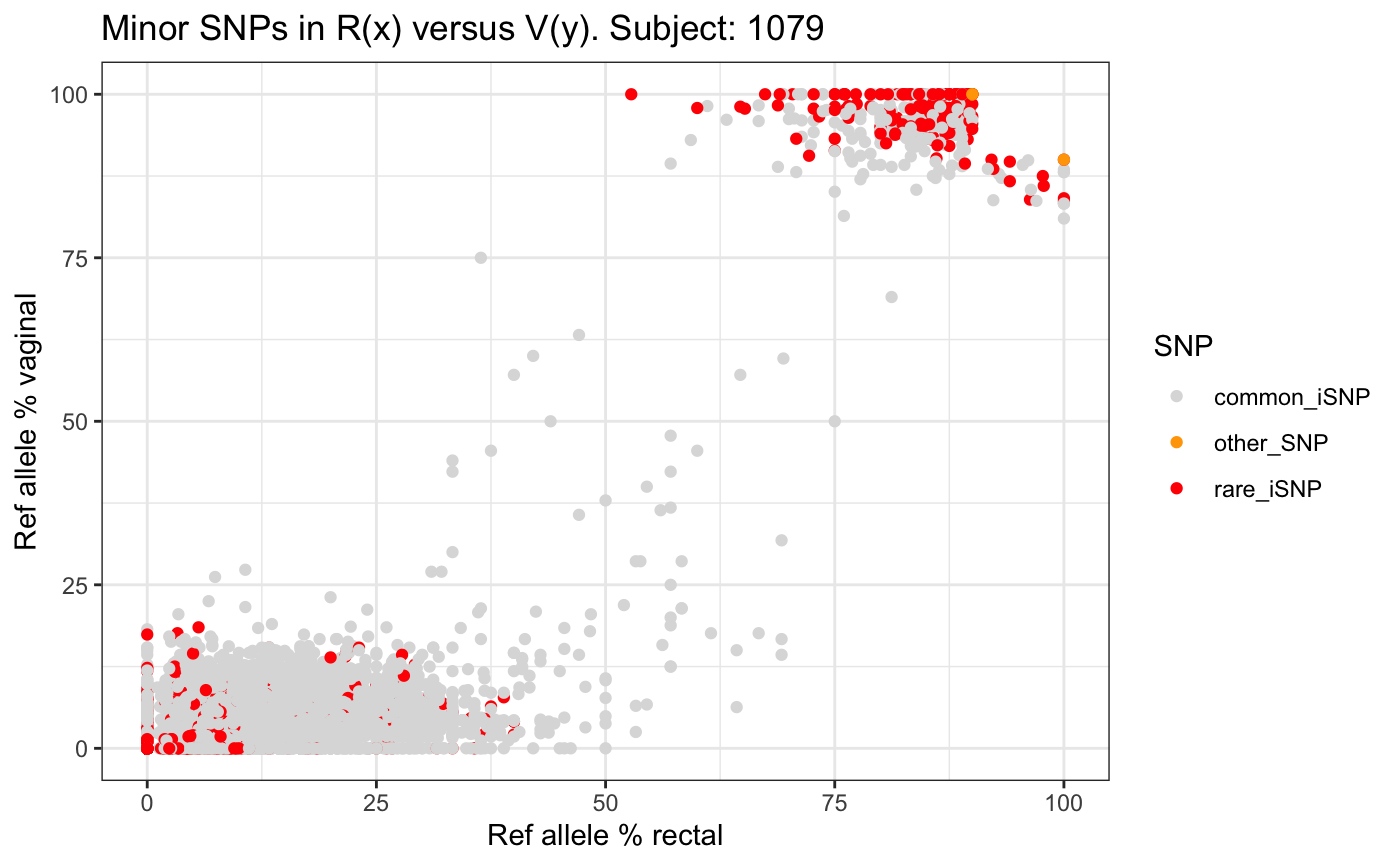 Minor SNPs in R(x) versus V(y). Subject: 1079
Ref allele % vaginal
100
75
50
25
0
0 25 50 75 100
Ref allele % rectal
SNP
common_iSNP
other_SNP
rare_iSNP